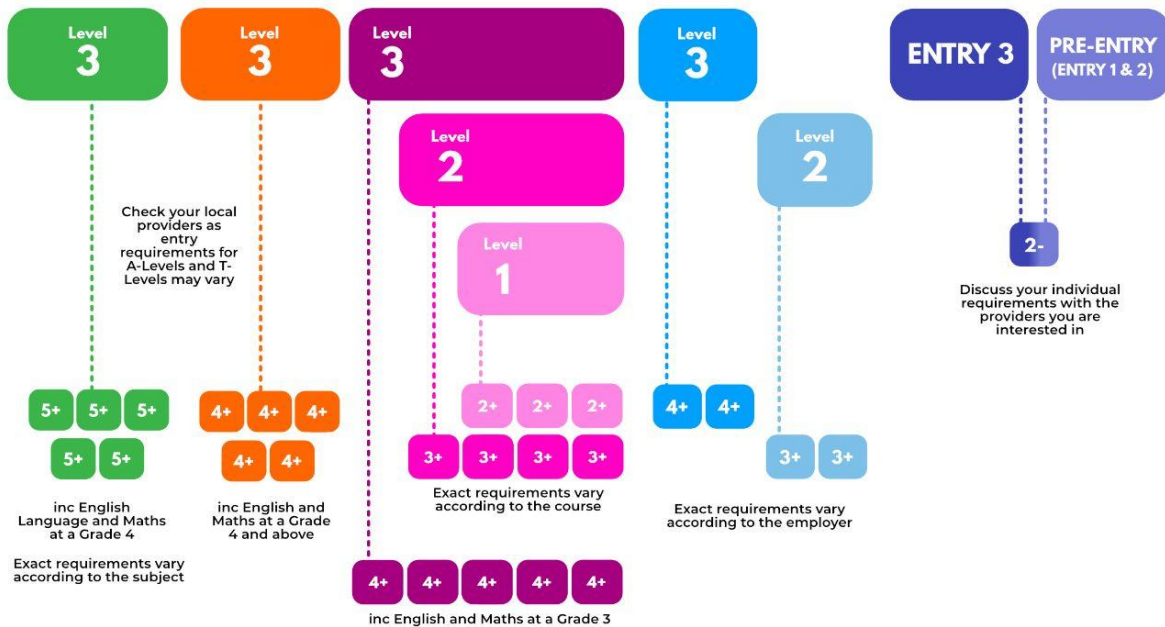 Level
3
Level
3
Level
3
Level
3
ENTRY 3
PRE-ENTRY
(ENTRY 1 & 2)
Level
2
Level
2
Check your local
providers as
entry
requirements for
A-Levels and T-
Levels may vary
Level
1
2-
Discuss your individual
requirements with the
providers you are
interested in
5+ 5+ 5+
5+ 5+
inc English
Language and Maths
at a Grade 4
Exact requirements vary
according to the subject
4+ 4+ 4+
4+ 4+
inc English and
Maths at a Grade
4 and above
2+ 2+ 2+
3+ 3+ 3+ 3+
Exact requirements vary
according to the course
4+ 4+ 4+ 4+ 4+
inc English and Maths at a Grade 3
4+ 4+
3+ 3+
Exact requirements vary
according to the employer